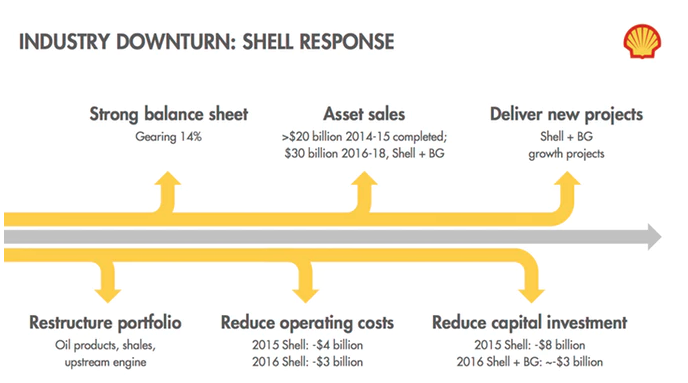 INDUSTRY DOWNTURN: SHELL RESPONSE
Strong balance sheet
Gearing 14%
Asset sales
>$20 billion 2014-15 completed;
$30 billion 2016-18, Shell + BG
Deliver new projects
Shell + BG
growth projects
Restructure portfolio
Oil products, shales,
upstream engine
Reduce operating costs
2015 Shell: -$4 billion
2016 Shell: -$3 billion
Reduce capital investment
2015 Shell: -$8 billion
2016 Shell + BG: ~-$3 billion